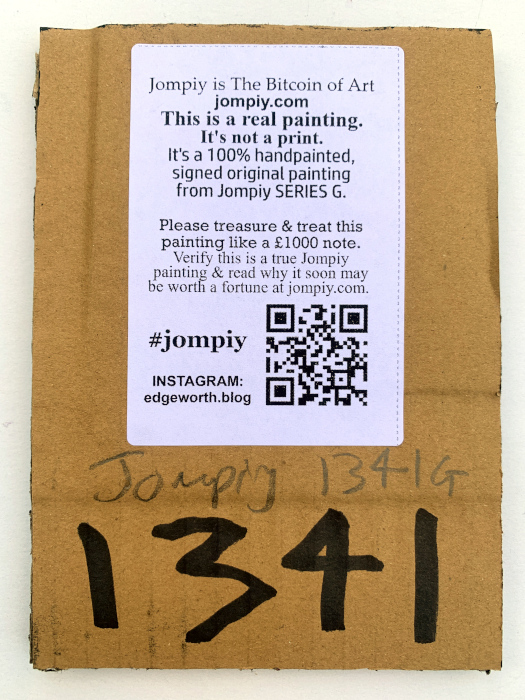 Jompiy is The Bitcoin of Art
jompiy.com
This is a real painting.
It's not a print.
It's a 100% handpainted,
signed original painting
from Jompiy SERIES G.
Please treasure & treat this
painting like a £1000 note.
Verify this is a true Jompiy
painting & read why it soon may
be worth a fortune at jompiy.com.
#jompiy
INSTAGRAM:
edgeworth.blog
Jompiy 1341G
1341